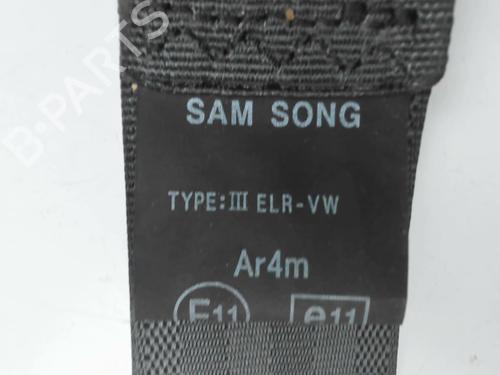 B-PARTS
SAM SONG
TYPE:III ELR-VW
Ar4m
E11 e11